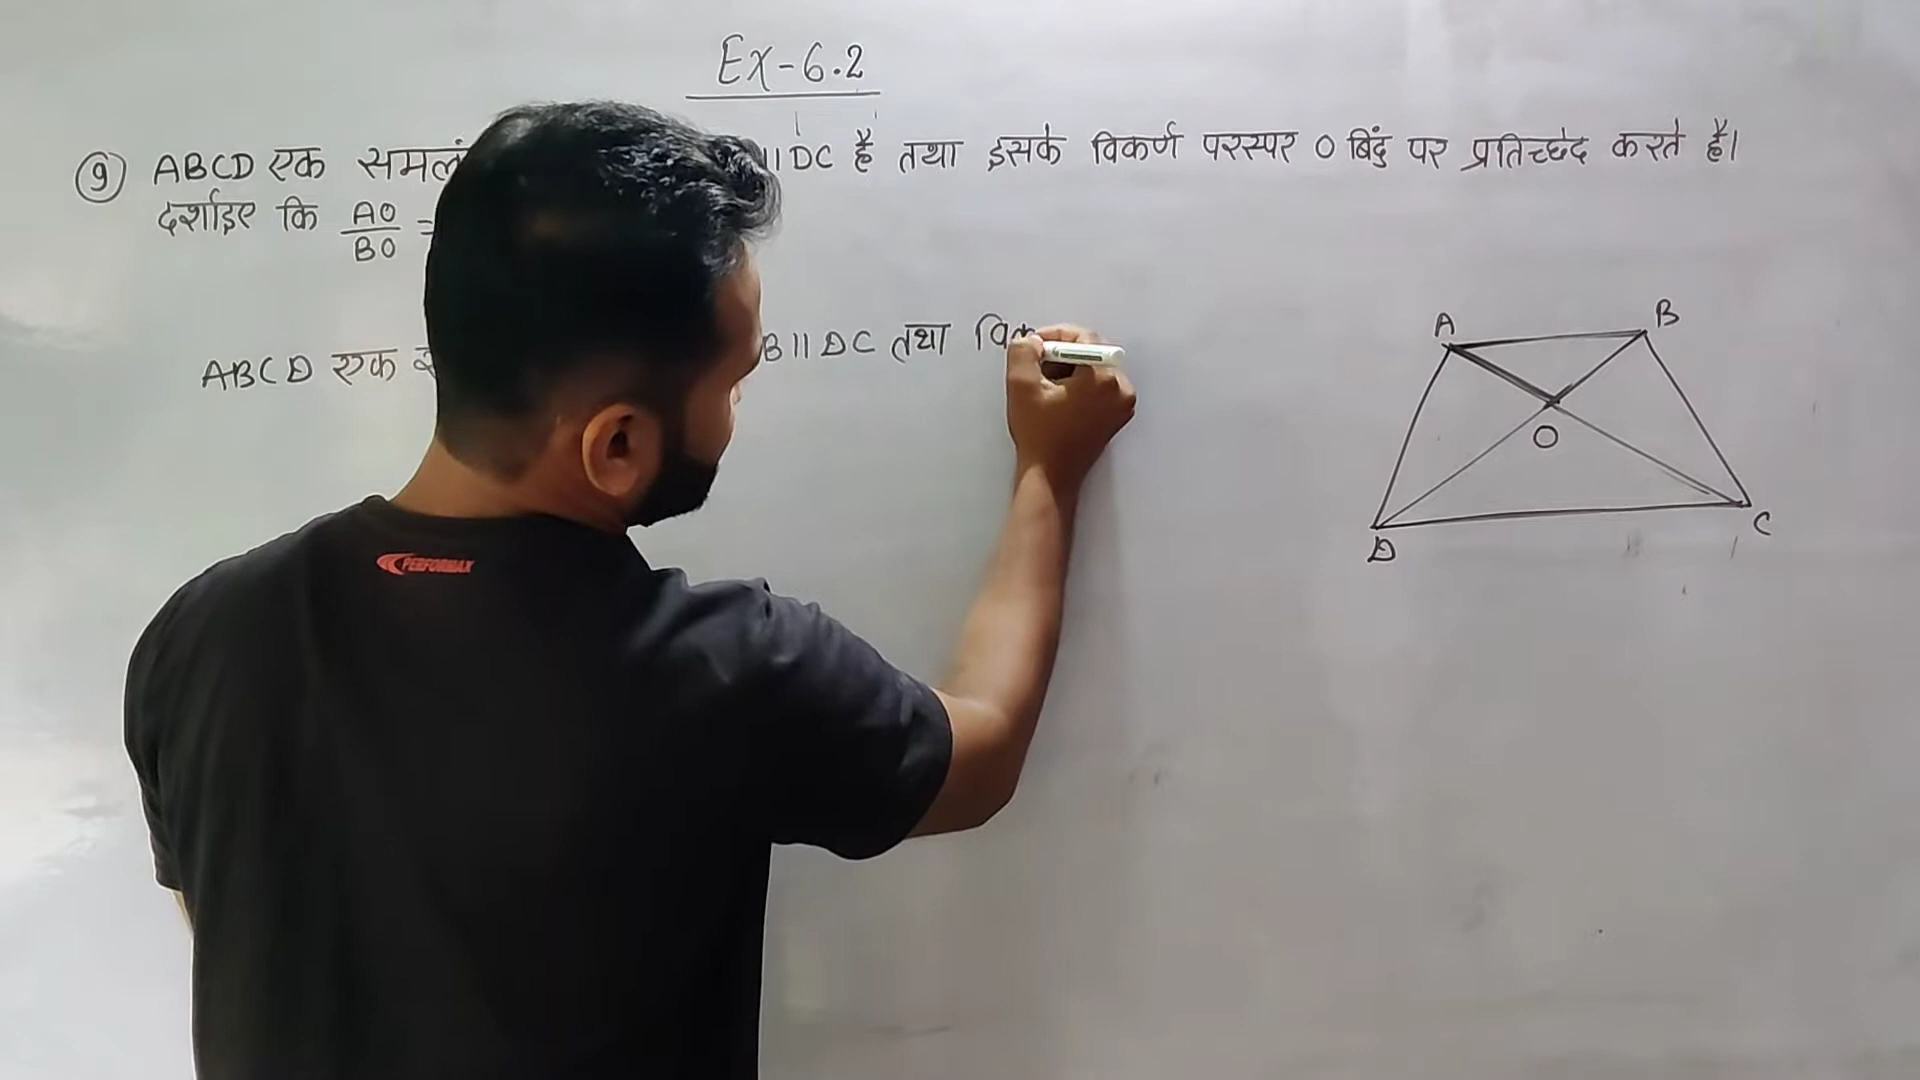 Ex-6.2
9 ABCD एक समलं || DC है तथा इसके विकर्ण परस्पर O बिंदु पर प्रतिच्छेद करते हैं।
दर्शाइए कि AO/BO =
ABCD एक B || DC तथा विक
A
B
O
D
C
PERFORMAX